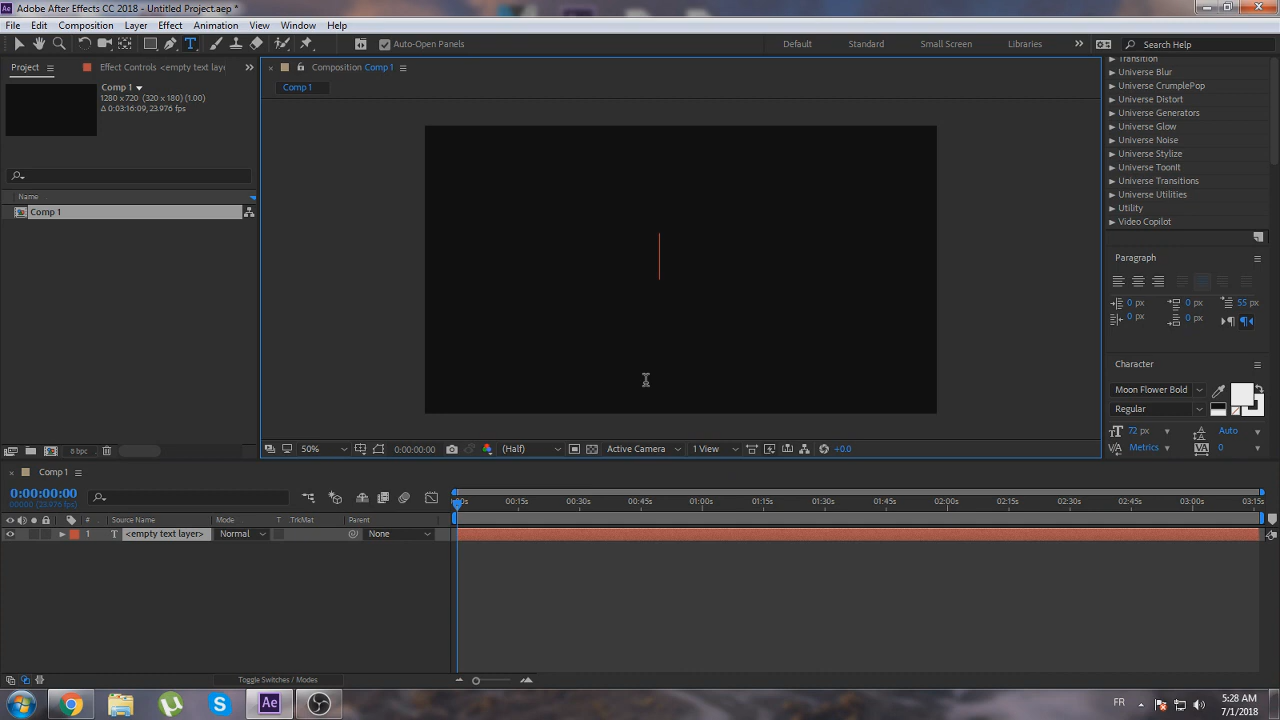 Adobe After Effects CC 2018 - Untitled Project.aep *
File Edit Composition Layer Effect Animation View Window Help
Auto-Open Panels Default Standard Small Screen Libraries Search Help
Project Effect Controls <empty text laye
Composition Comp 1
Comp 1
Comp 1
1280 x 720 (320 x 180) (1.00)
Δ 0:03:16:09, 23.976 fps
Name
Comp 1
Transition
Universe Blur
Universe CrumplePop
Universe Distort
Universe Generators
Universe Glow
Universe Noise
Universe Stylize
Universe ToonIt
Universe Transitions
Universe Utilities
Utility
Video Copilot
Paragraph
0 px 0 px 55 px
0 px 0 px
Character
Moon Flower Bold
Regular
72 px Auto
Metrics 0
8 bpc
50% 0:00:00:00 (Half) Active Camera 1 View +0.0
Comp 1
0:00:00:00
00000 (23.976 fps)
:00s 00:15s 00:30s 00:45s 01:00s 01:15s 01:30s 01:45s 02:00s 02:15s 02:30s 02:45s 03:00s 03:15s
# Source Name Mode T .TrkMat Parent
1 T <empty text layer> Normal None
Toggle Switches / Modes
FR 5:28 AM
7/1/2018